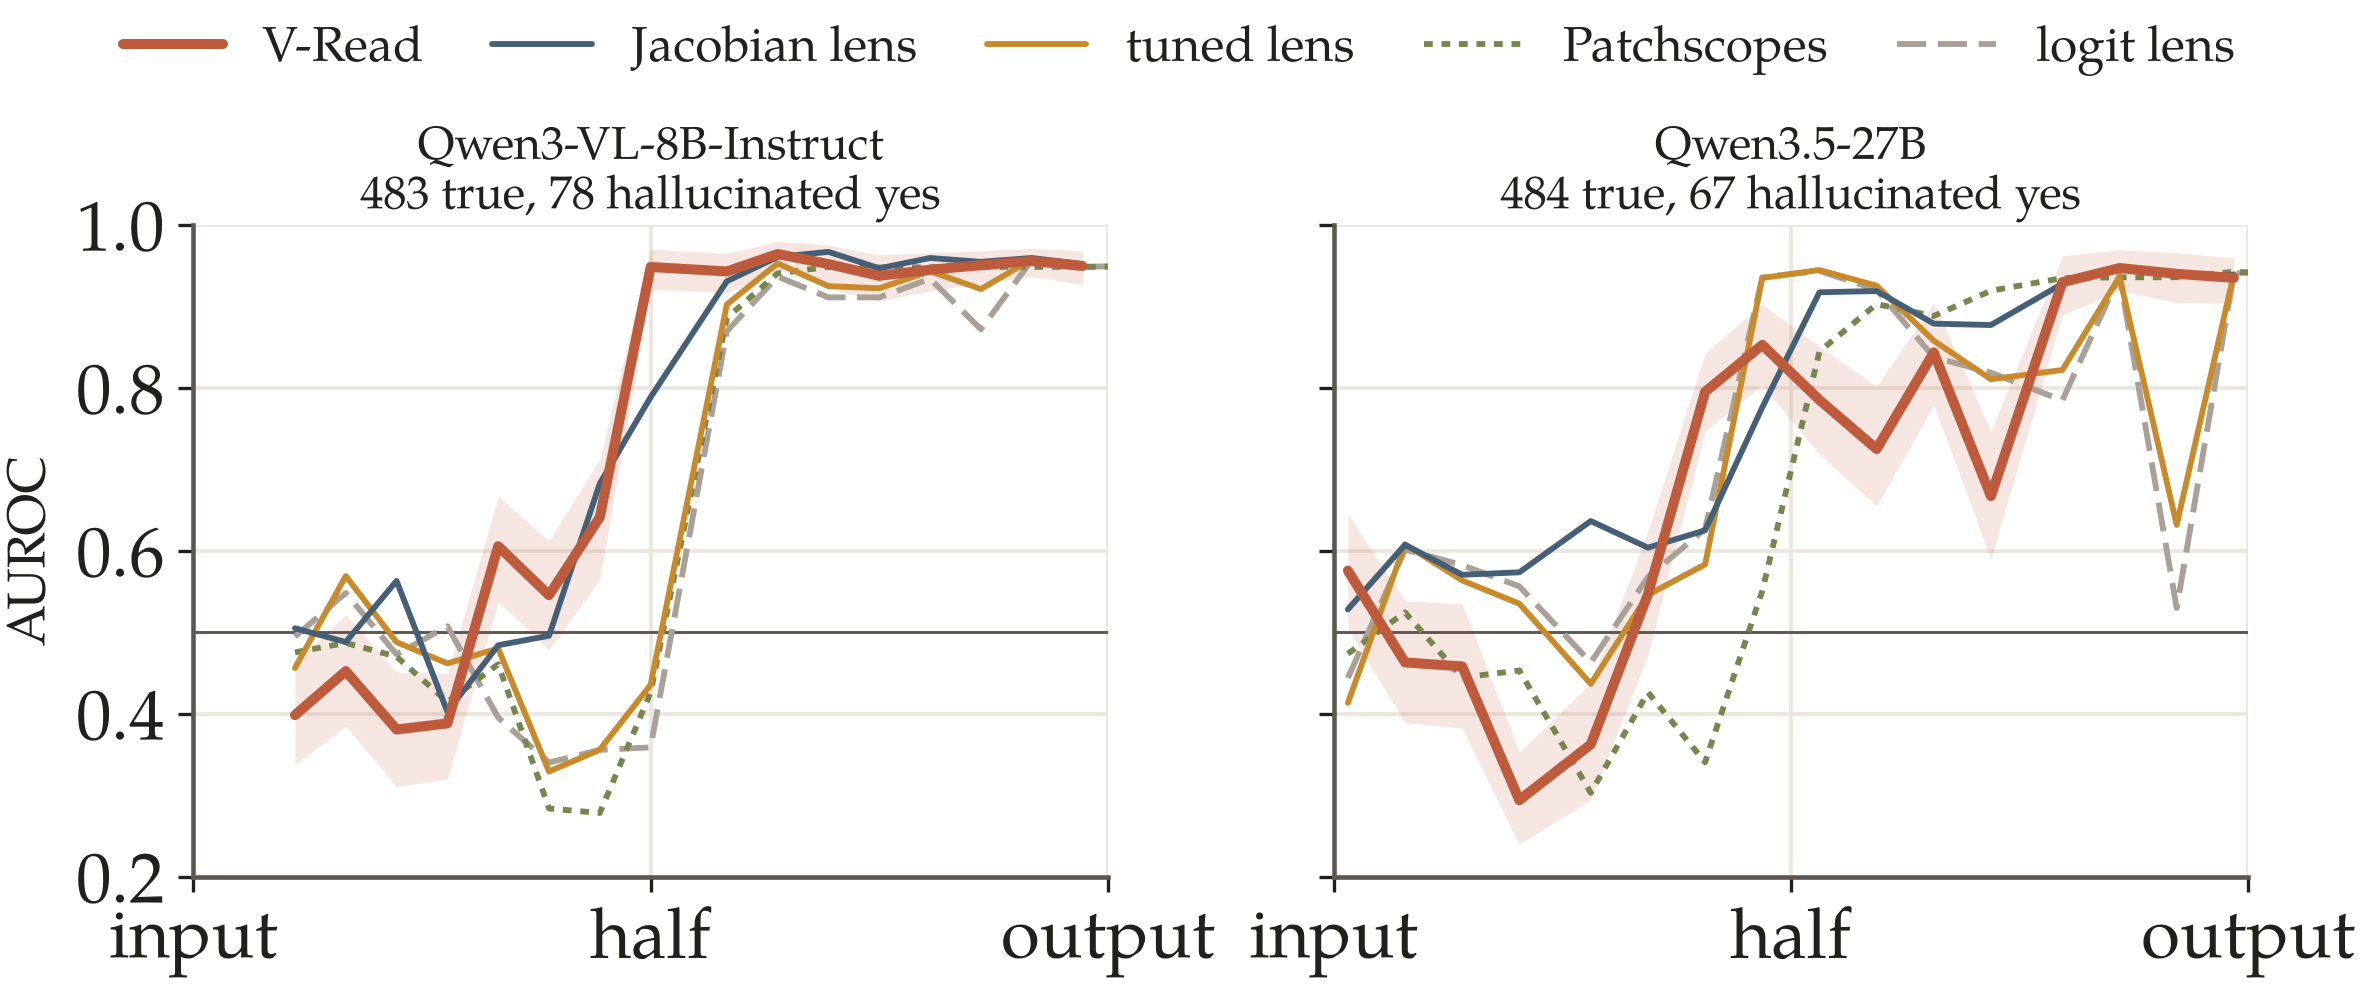 V-Read Jacobian lens tuned lens Patchscopes logit lens
Qwen3-VL-8B-Instruct
483 true, 78 hallucinated yes
Qwen3.5-27B
484 true, 67 hallucinated yes
AUROC
1.0
0.8
0.6
0.4
0.2
input half output
input half output